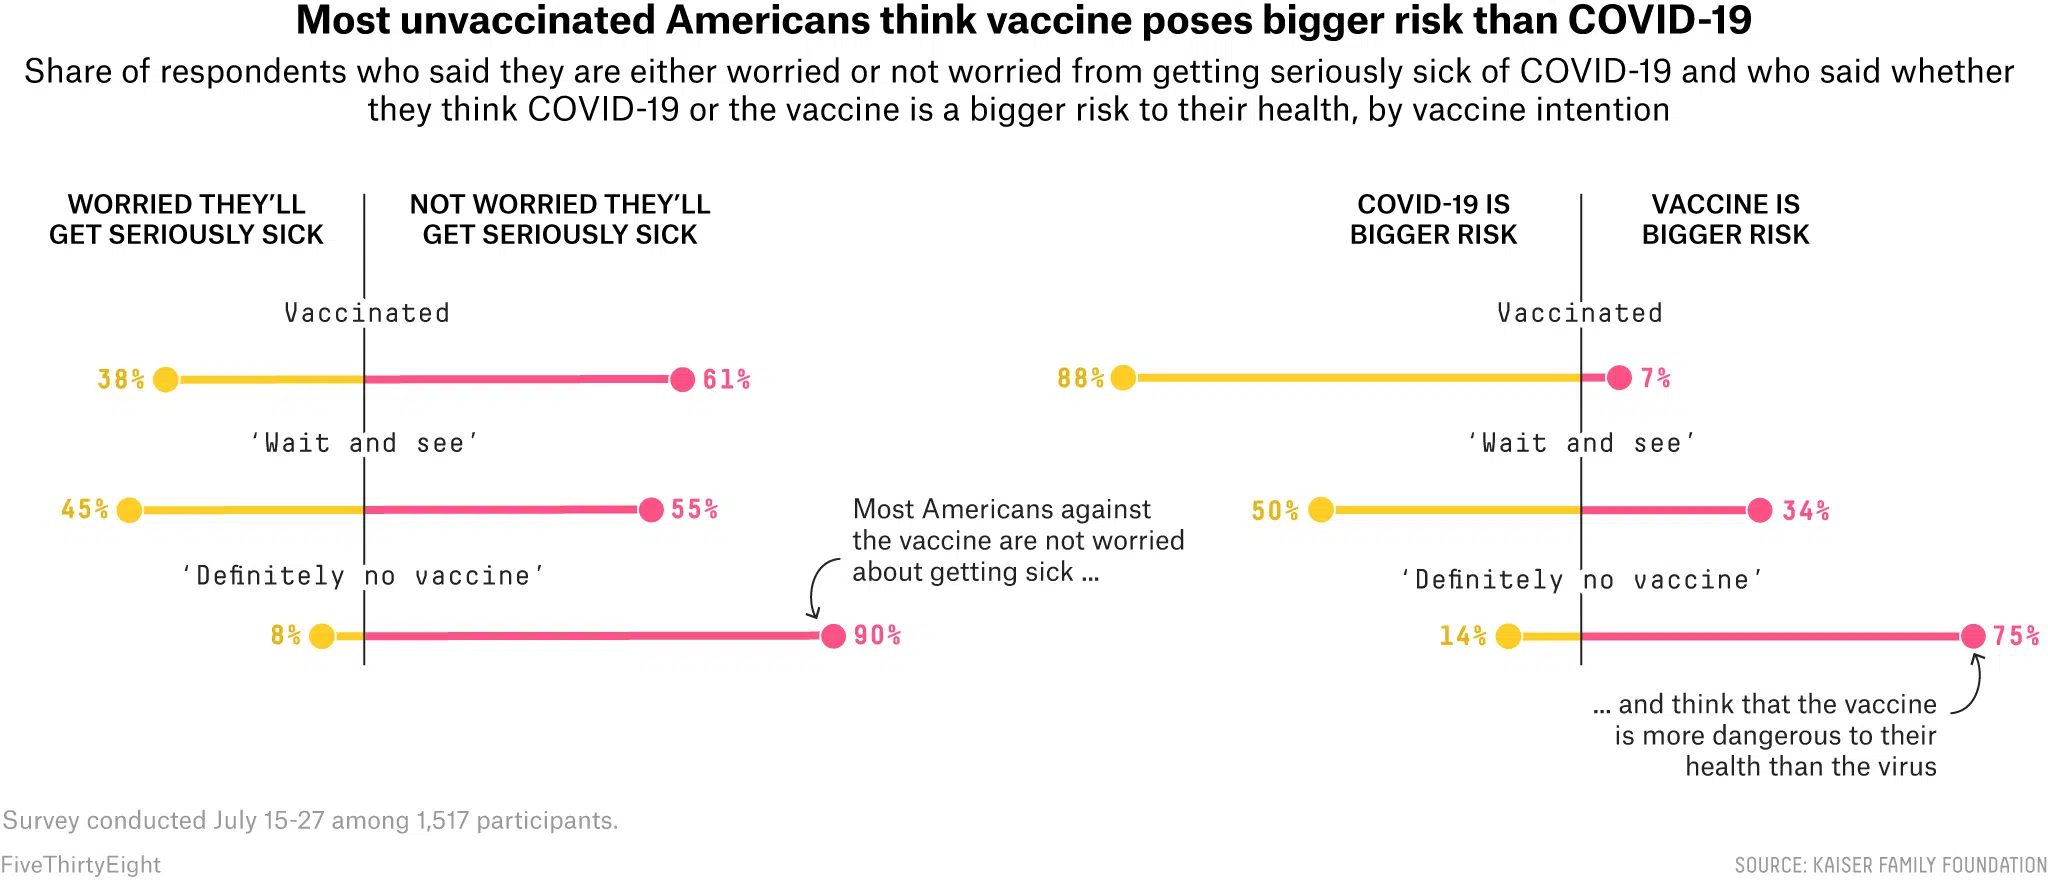 Most unvaccinated Americans think vaccine poses bigger risk than COVID-19
Share of respondents who said they are either worried or not worried from getting seriously sick of COVID-19 and who said whether
they think COVID-19 or the vaccine is a bigger risk to their health, by vaccine intention
WORRIED THEY’LL
GET SERIOUSLY SICK
NOT WORRIED THEY’LL
GET SERIOUSLY SICK
Vaccinated
38%
61%
‘Wait and see’
45%
55%
‘Definitely no vaccine’
8%
90%
Most Americans against
the vaccine are not worried
about getting sick ...
COVID-19 IS
BIGGER RISK
VACCINE IS
BIGGER RISK
Vaccinated
88%
7%
‘Wait and see’
50%
34%
‘Definitely no vaccine’
14%
75%
... and think that the vaccine
is more dangerous to their
health than the virus
Survey conducted July 15-27 among 1,517 participants.
FiveThirtyEight
SOURCE: KAISER FAMILY FOUNDATION